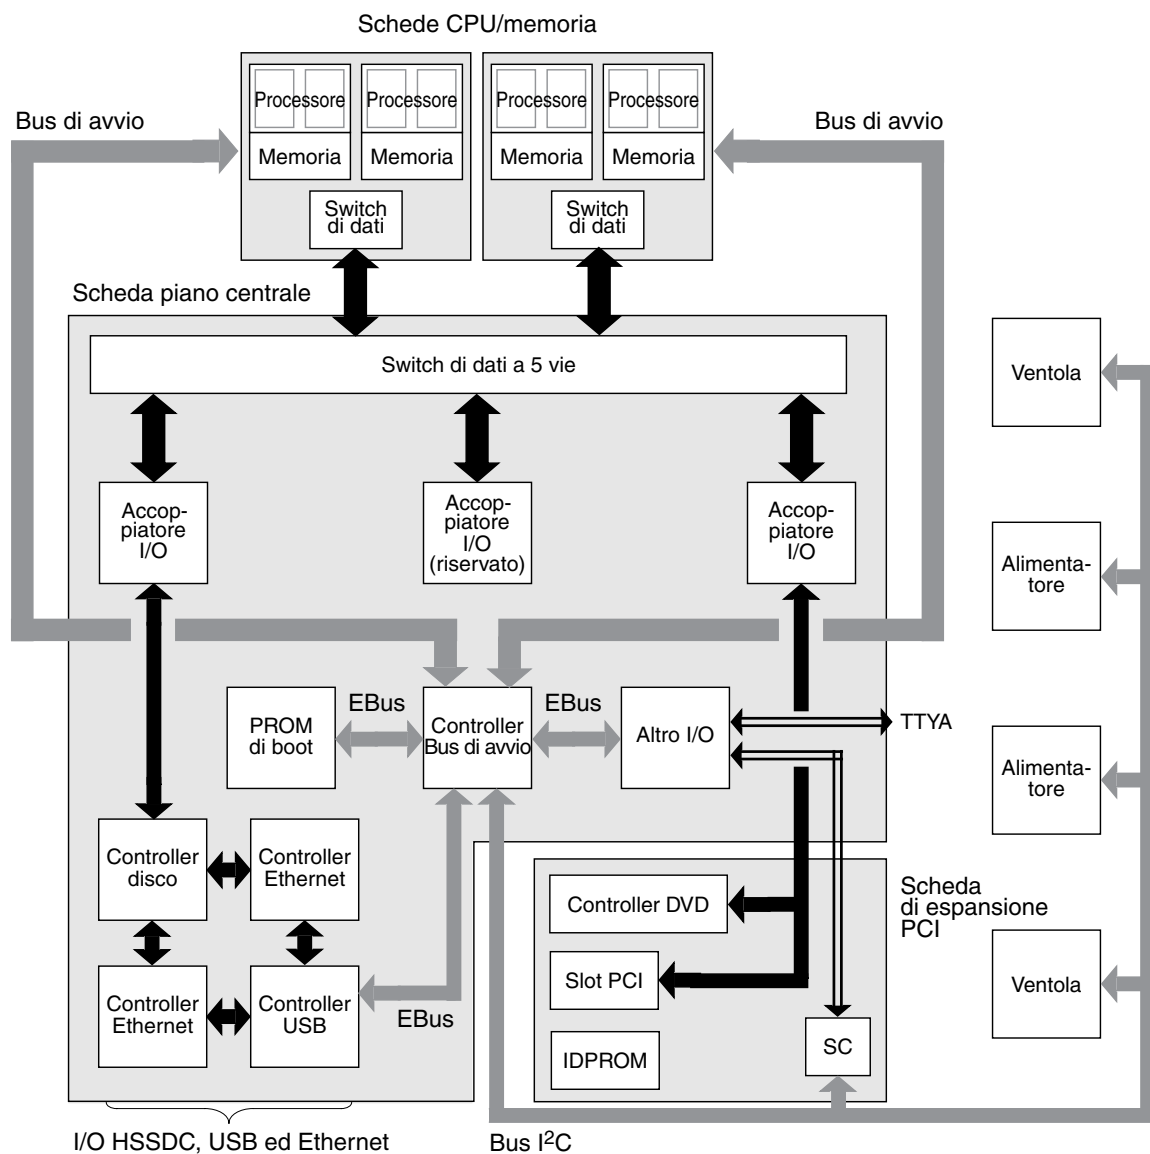 Schede CPU/memoria
Bus di avvio
Bus di avvio
Processore
Processore
Processore
Processore
Memoria
Memoria
Memoria
Memoria
Switch
di dati
Switch
di dati
Scheda piano centrale
Switch di dati a 5 vie
Ventola
Accop-
piatore
I/O
Accop-
piatore
I/O
(riservato)
Accop-
piatore
I/O
Alimenta-
tore
PROM
di boot
EBus
Controller
Bus di avvio
EBus
Altro I/O
TTYA
Alimenta-
tore
Controller
disco
Controller
Ethernet
Controller DVD
Scheda
di espansione
PCI
Controller
Ethernet
Controller
USB
EBus
Slot PCI
IDPROM
SC
Ventola
I/O HSSDC, USB ed Ethernet
Bus I²C